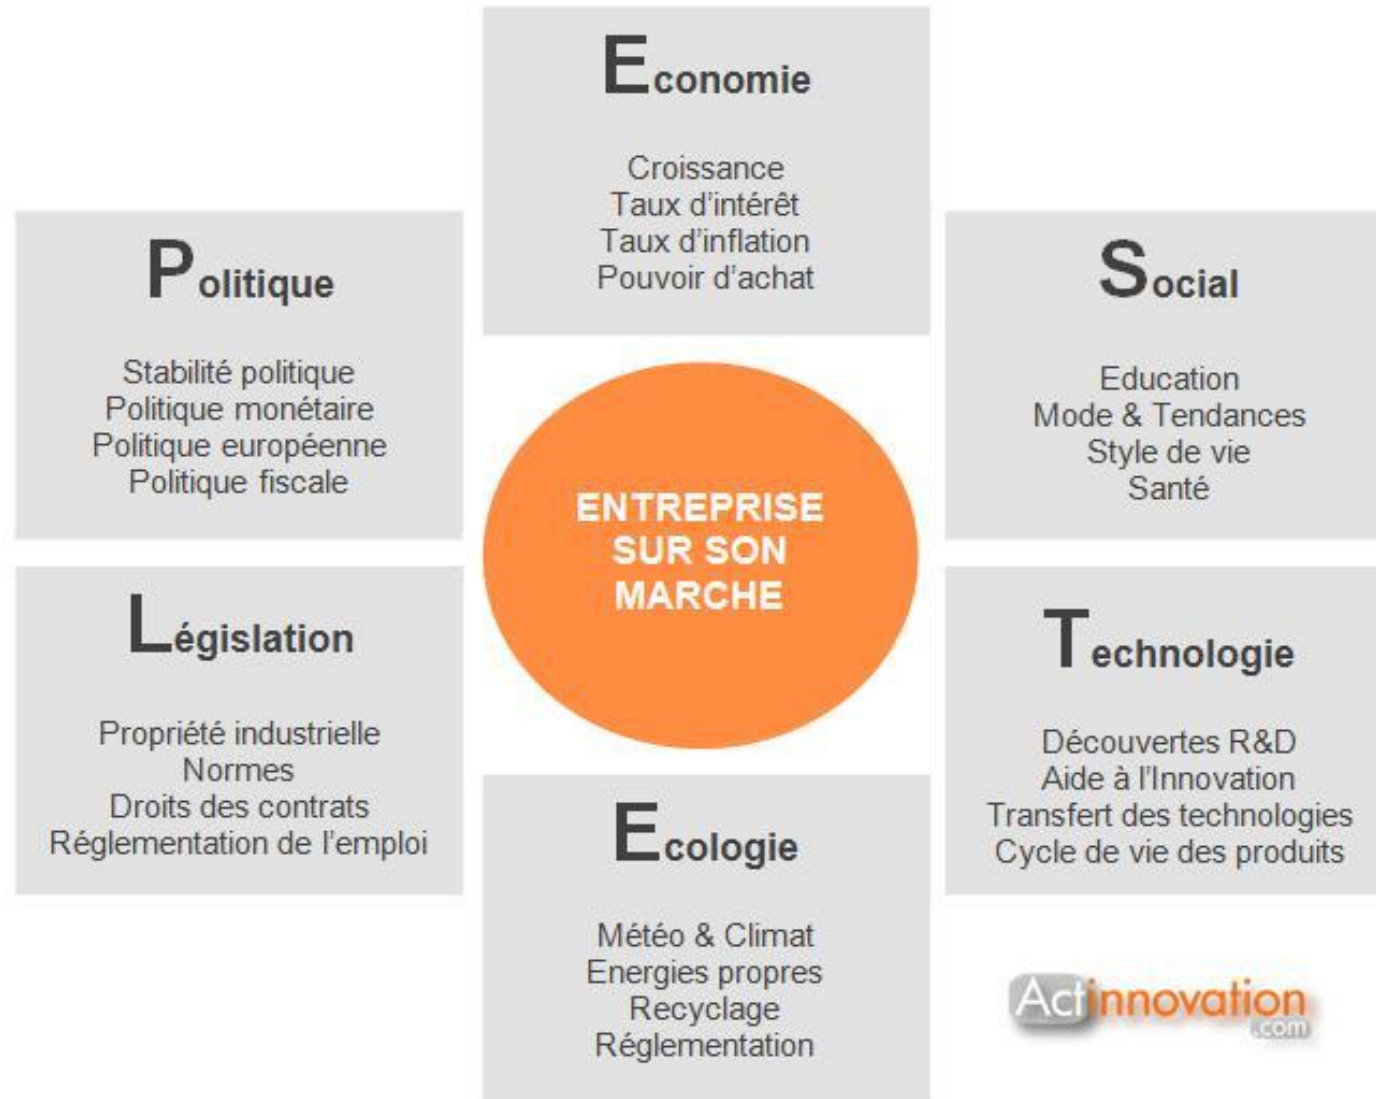 Economie
Croissance
Taux d'intérêt
Taux d'inflation
Pouvoir d'achat
Politique
Stabilité politique
Politique monétaire
Politique européenne
Politique fiscale
Social
Education
Mode & Tendances
Style de vie
Santé
ENTREPRISE
SUR SON
MARCHE
Législation
Propriété industrielle
Normes
Droits des contrats
Réglementation de l'emploi
Technologie
Découvertes R&D
Aide à l'Innovation
Transfert des technologies
Cycle de vie des produits
Ecologie
Météo & Climat
Energies propres
Recyclage
Réglementation
Actinnovation
.com